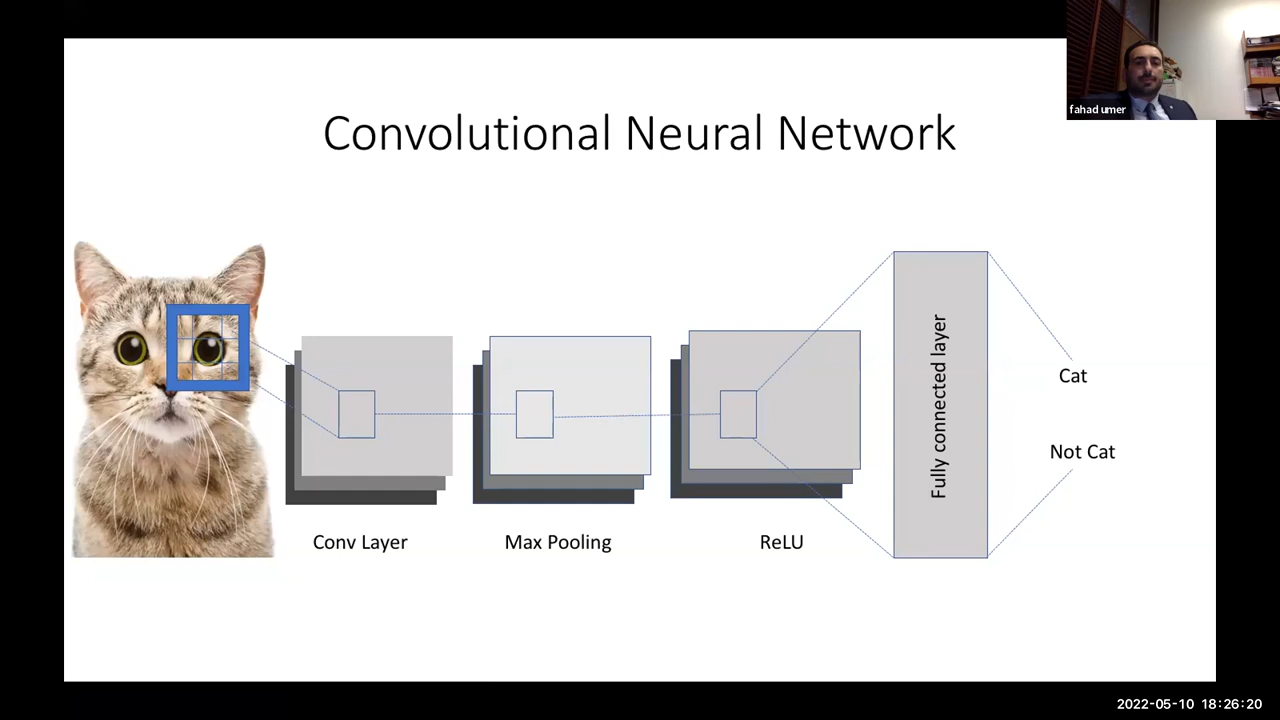 fahad umer
Convolutional Neural Network
Fully connected layer
Cat
Not Cat
Conv Layer
Max Pooling
ReLU
2022-05-10 18:26:20